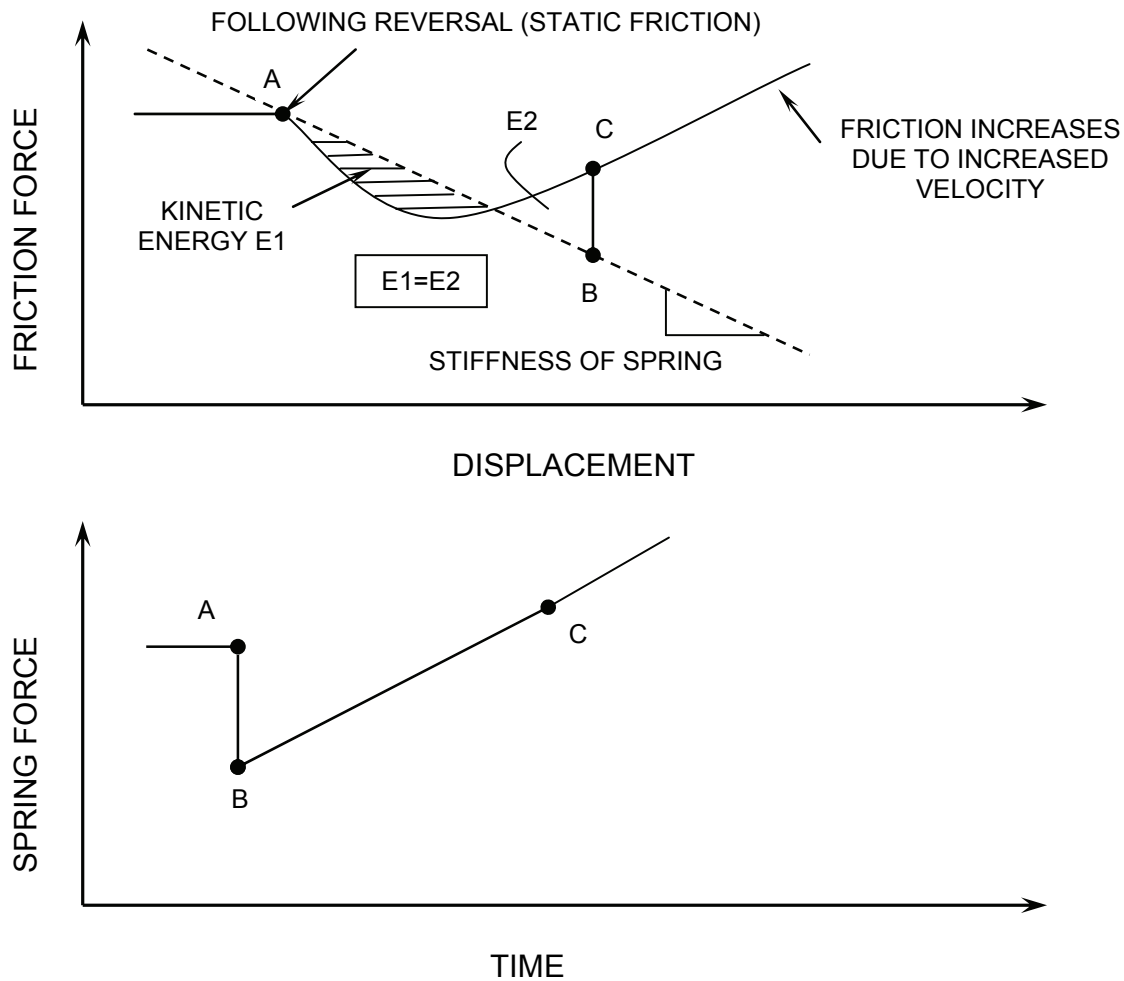 FOLLOWING REVERSAL (STATIC FRICTION)
A
E2
C
FRICTION INCREASES
DUE TO INCREASED
VELOCITY
KINETIC
ENERGY E1
E1=E2
B
STIFFNESS OF SPRING
FRICTION FORCE
DISPLACEMENT
A
C
B
SPRING FORCE
TIME